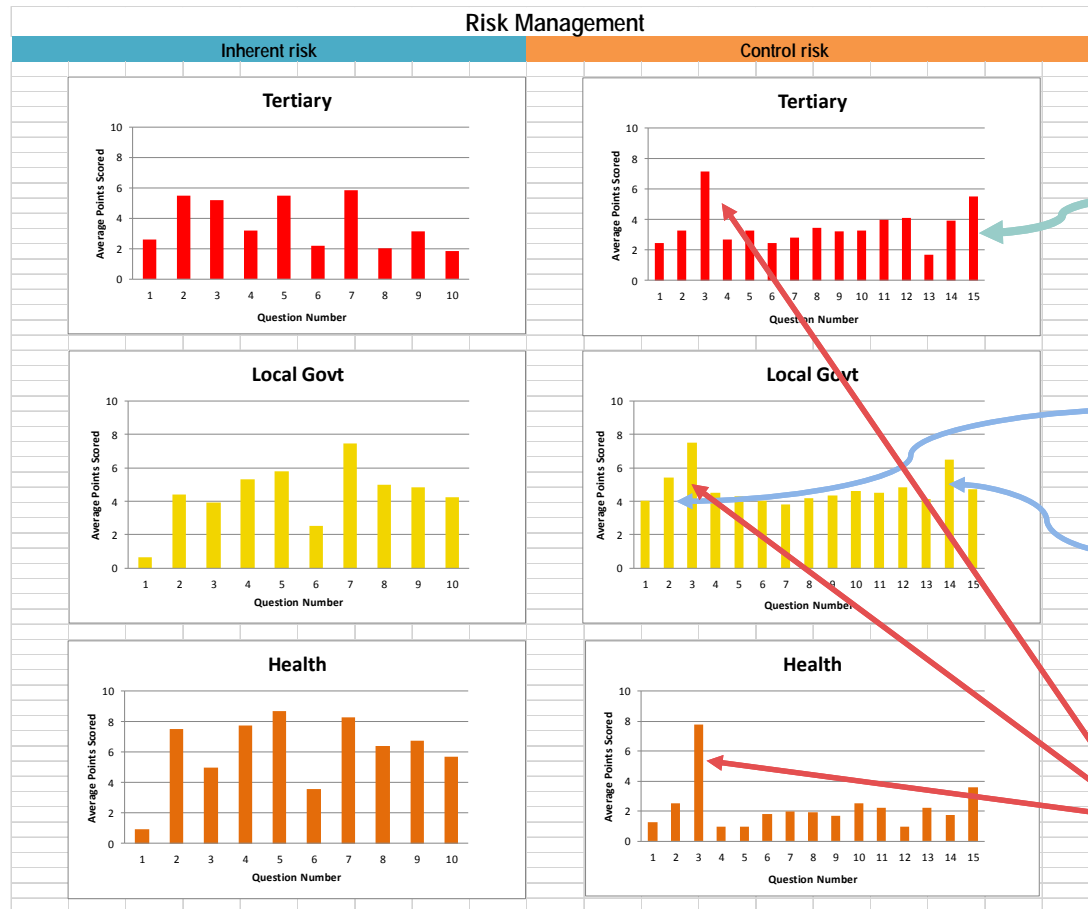 Risk Management
Inherent risk
Control risk
Tertiary
Average Points Scored
10
8
6
4
2
0
1 2 3 4 5 6 7 8 9 10
Question Number
Tertiary
Average Points Scored
10
8
6
4
2
0
1 2 3 4 5 6 7 8 9 10 11 12 13 14 15
Question Number
Local Govt
Average Points Scored
10
8
6
4
2
0
1 2 3 4 5 6 7 8 9 10
Question Number
Local Govt
Average Points Scored
10
8
6
4
2
0
1 2 3 4 5 6 7 8 9 10 11 12 13 14 15
Question Number
Health
Average Points Scored
10
8
6
4
2
0
1 2 3 4 5 6 7 8 9 10
Question Number
Health
Average Points Scored
10
8
6
4
2
0
1 2 3 4 5 6 7 8 9 10 11 12 13 14 15
Question Number